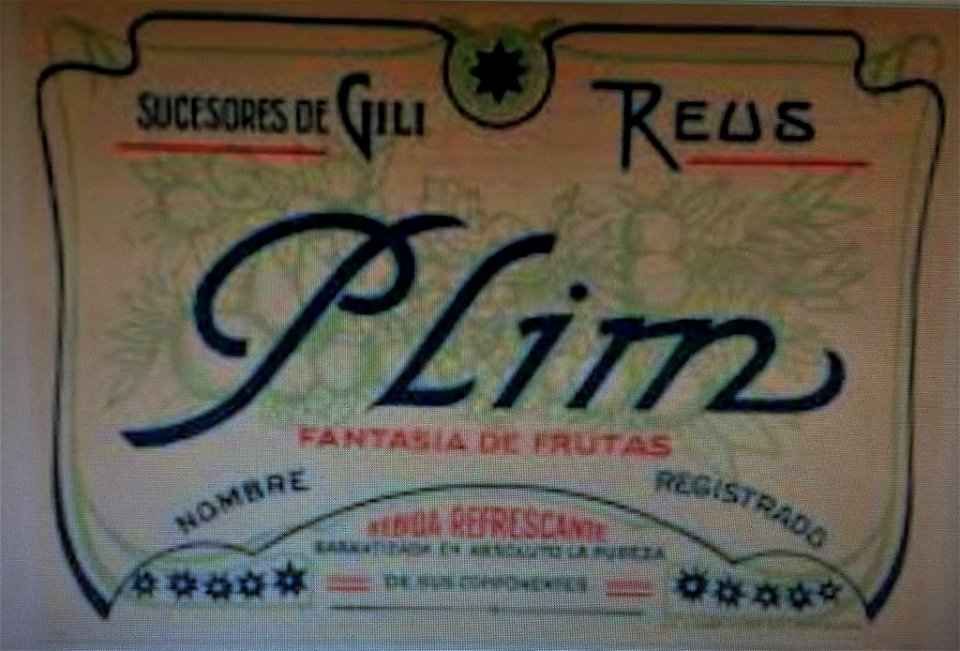 SUCESORES DE GILI REUS
PLim
FANTASIA DE FRUTAS
NOMBRE REGISTRADO
BEBIDA REFRESCANTE
GARANTIZADA EN ABSOLUTO LA PUREZA
DE SUS COMPONENTES